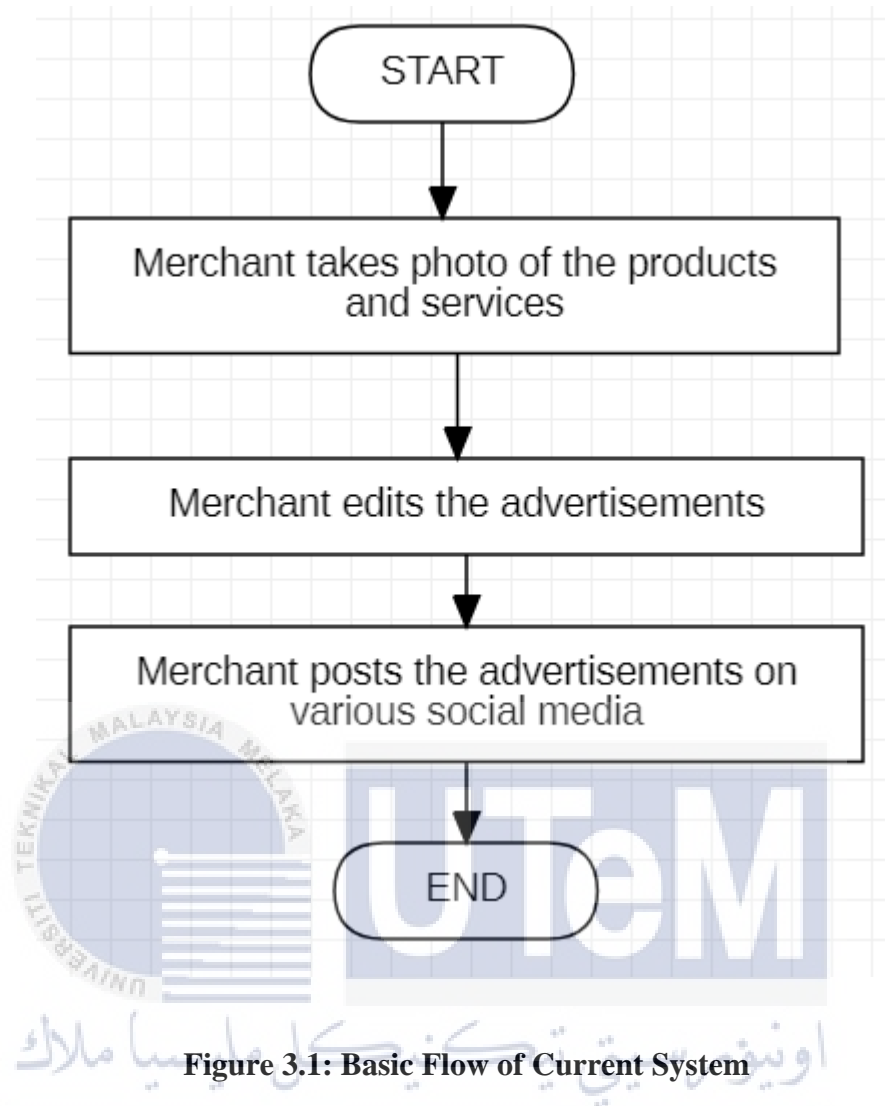 START
Merchant takes photo of the products
and services
Merchant edits the advertisements
Merchant posts the advertisements on
various social media
END
UNIVERSITI TEKNIKAL MALAYSIA MELAKA
UTeM
اونيۏرسيتي تيكنيكل مليسيا ملاك
Figure 3.1: Basic Flow of Current System